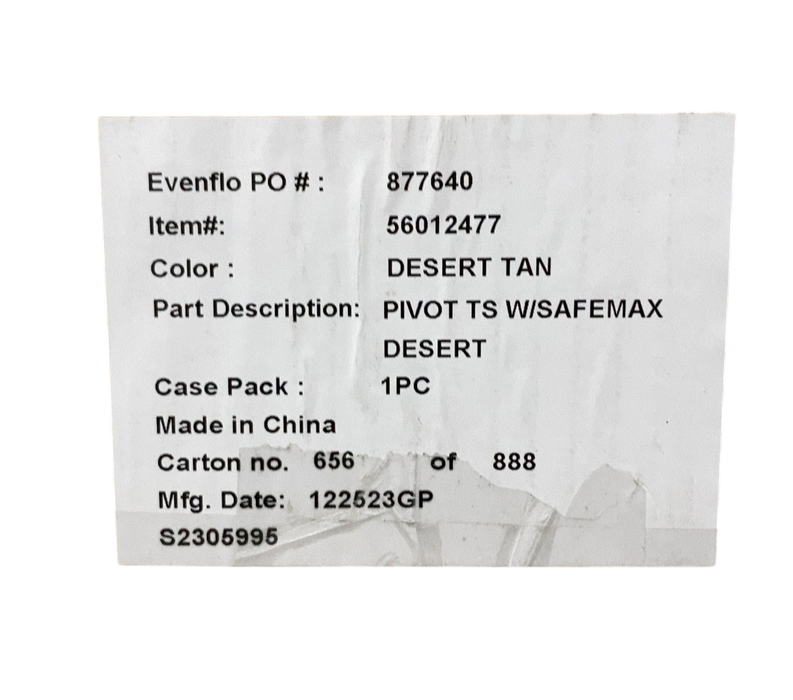 Evenflo PO # : 877640
Item#: 56012477
Color : DESERT TAN
Part Description: PIVOT TS W/SAFEMAX
DESERT
Case Pack : 1PC
Made in China
Carton no. 656 of 888
Mfg. Date: 122523GP
S2305995